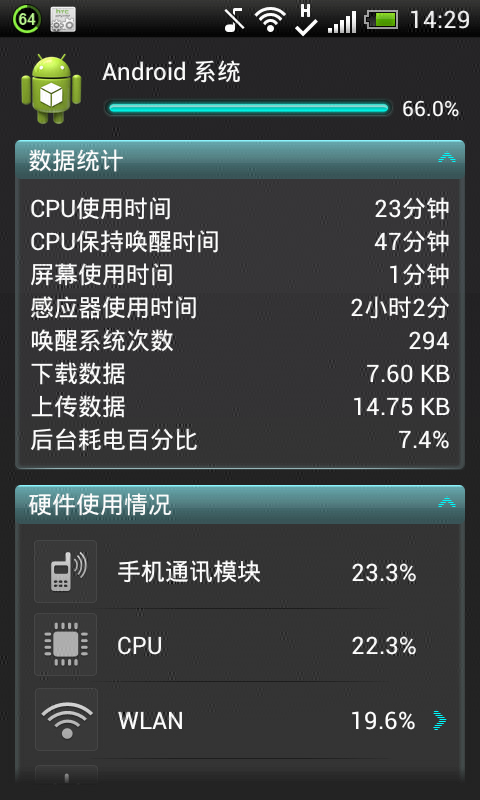 64 H 14:29
Android 系统
66.0%
数据统计
CPU使用时间 23分钟
CPU保持唤醒时间 47分钟
屏幕使用时间 1分钟
感应器使用时间 2小时2分
唤醒系统次数 294
下载数据 7.60 KB
上传数据 14.75 KB
后台耗电百分比 7.4%
硬件使用情况
手机通讯模块 23.3%
CPU 22.3%
WLAN 19.6%